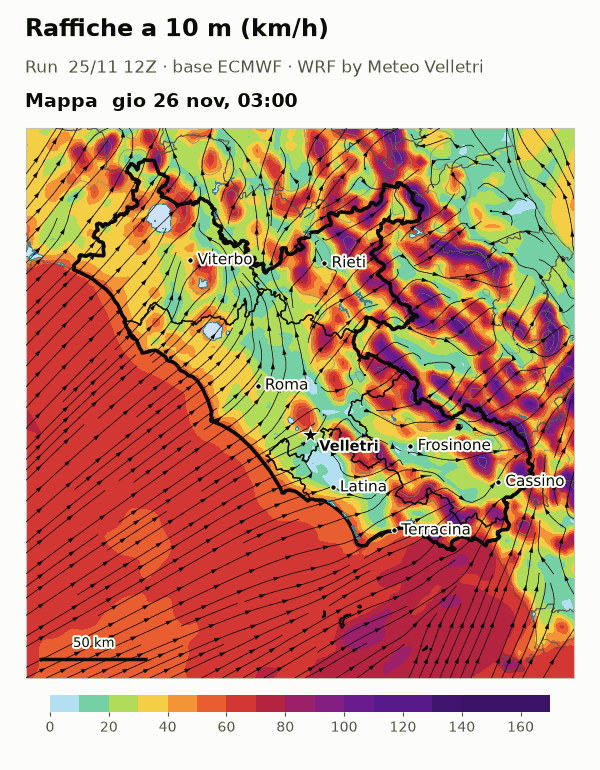 Raffiche a 10 m (km/h)
Run  25/11 12Z · base ECMWF · WRF by Meteo Velletri
Mappa  gio 26 nov, 03:00
Viterbo
Rieti
Roma
Velletri
Frosinone
Latina
Cassino
Terracina
50 km
0 20 40 60 80 100 120 140 160